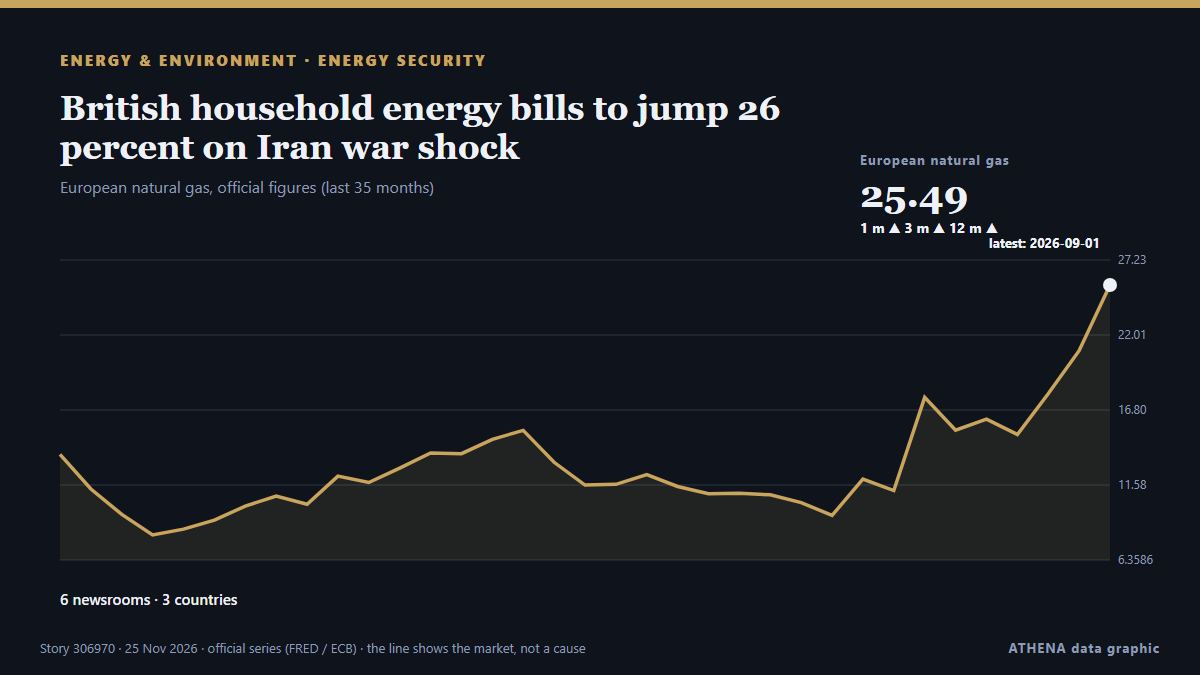 ENERGY & ENVIRONMENT · ENERGY SECURITY
British household energy bills to jump 26
percent on Iran war shock
European natural gas, official figures (last 35 months)
European natural gas
25.49
1 m ▲ 3 m ▲ 12 m ▲
latest: 2026-09-01
27.23
22.01
16.80
11.58
6.3586
6 newsrooms · 3 countries
Story 306970 · 25 Nov 2026 · official series (FRED / ECB) · the line shows the market, not a cause
ATHENA data graphic